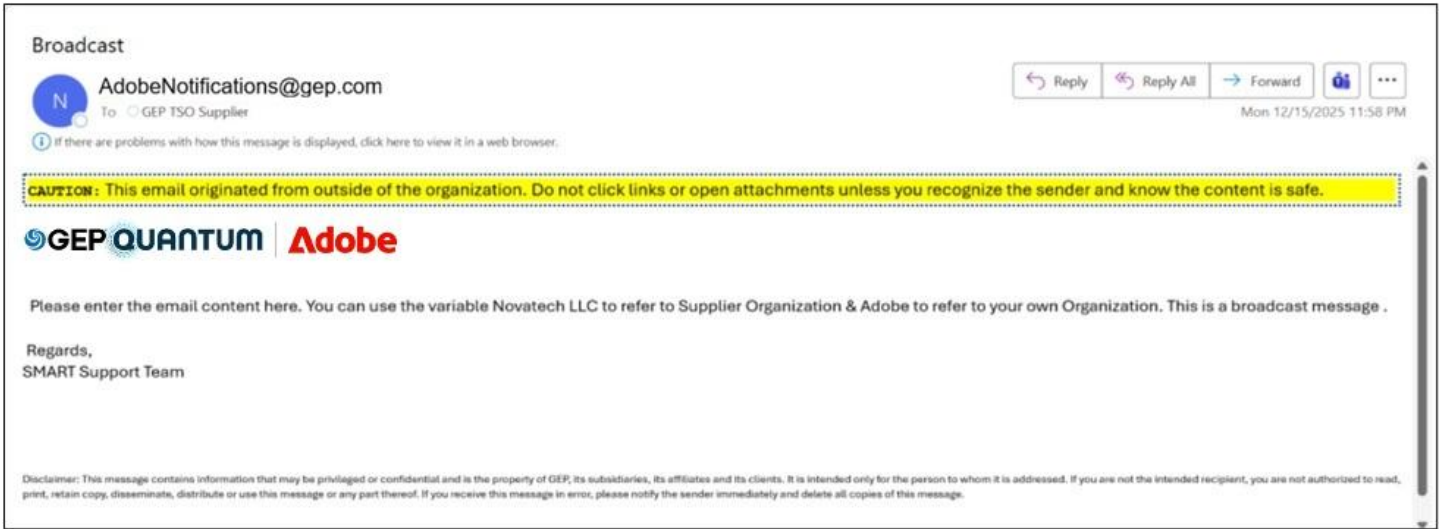 Broadcast
N
AdobeNotifications@gep.com
To GEP TSO Supplier
Reply
Reply All
Forward
...
Mon 12/15/2025 11:58 PM
If there are problems with how this message is displayed, click here to view it in a web browser.
CAUTION: This email originated from outside of the organization. Do not click links or open attachments unless you recognize the sender and know the content is safe.
GEP QUANTUM | Adobe
Please enter the email content here. You can use the variable Novatech LLC to refer to Supplier Organization & Adobe to refer to your own Organization. This is a broadcast message .
Regards,
SMART Support Team
Disclaimer: This message contains information that may be privileged or confidential and is the property of GEP, its subsidiaries, its affiliates and its clients. It is intended only for the person to whom it is addressed. If you are not the intended recipient, you are not authorized to read,
print, retain copy, disseminate, distribute or use this message or any part thereof. If you receive this message in error, please notify the sender immediately and delete all copies of this message.